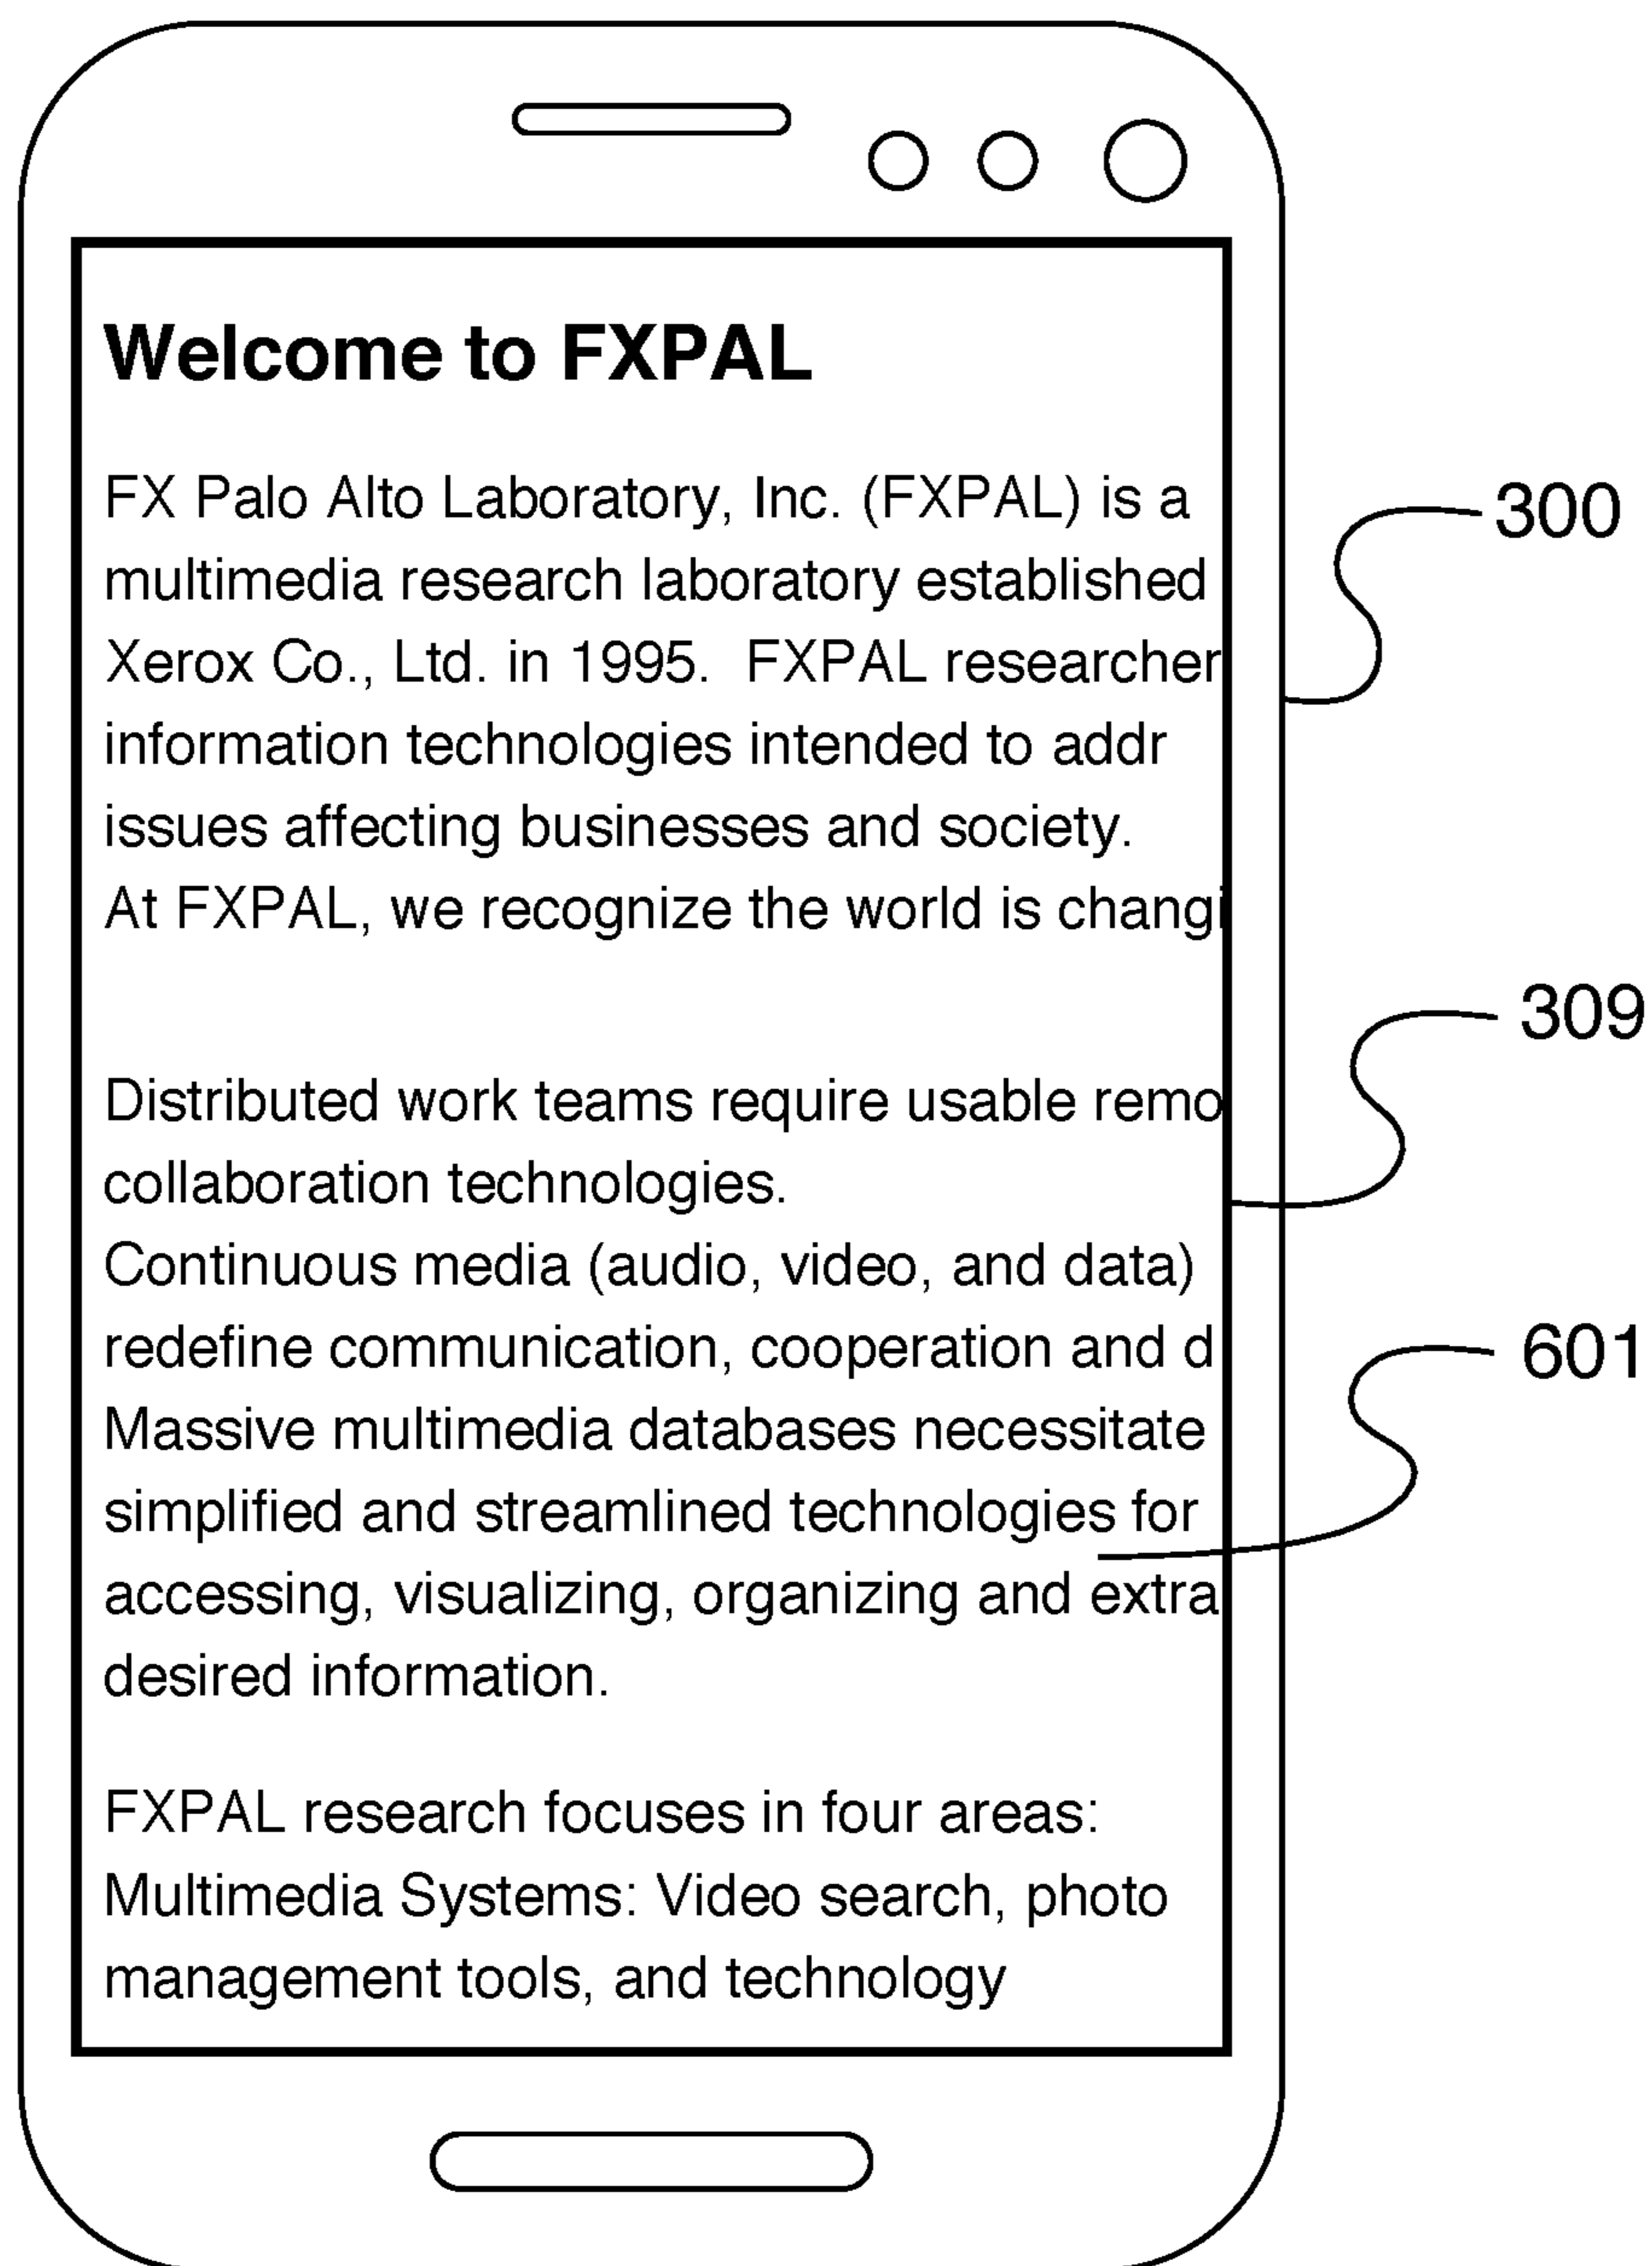 Welcome to FXPAL
FX Palo Alto Laboratory, Inc. (FXPAL) is a
multimedia research laboratory established
Xerox Co., Ltd. in 1995.  FXPAL researcher
information technologies intended to addr
issues affecting businesses and society.
At FXPAL, we recognize the world is changi
Distributed work teams require usable remo
collaboration technologies.
Continuous media (audio, video, and data)
redefine communication, cooperation and d
Massive multimedia databases necessitate
simplified and streamlined technologies for
accessing, visualizing, organizing and extra
desired information.
FXPAL research focuses in four areas:
Multimedia Systems: Video search, photo
management tools, and technology
300
309
601